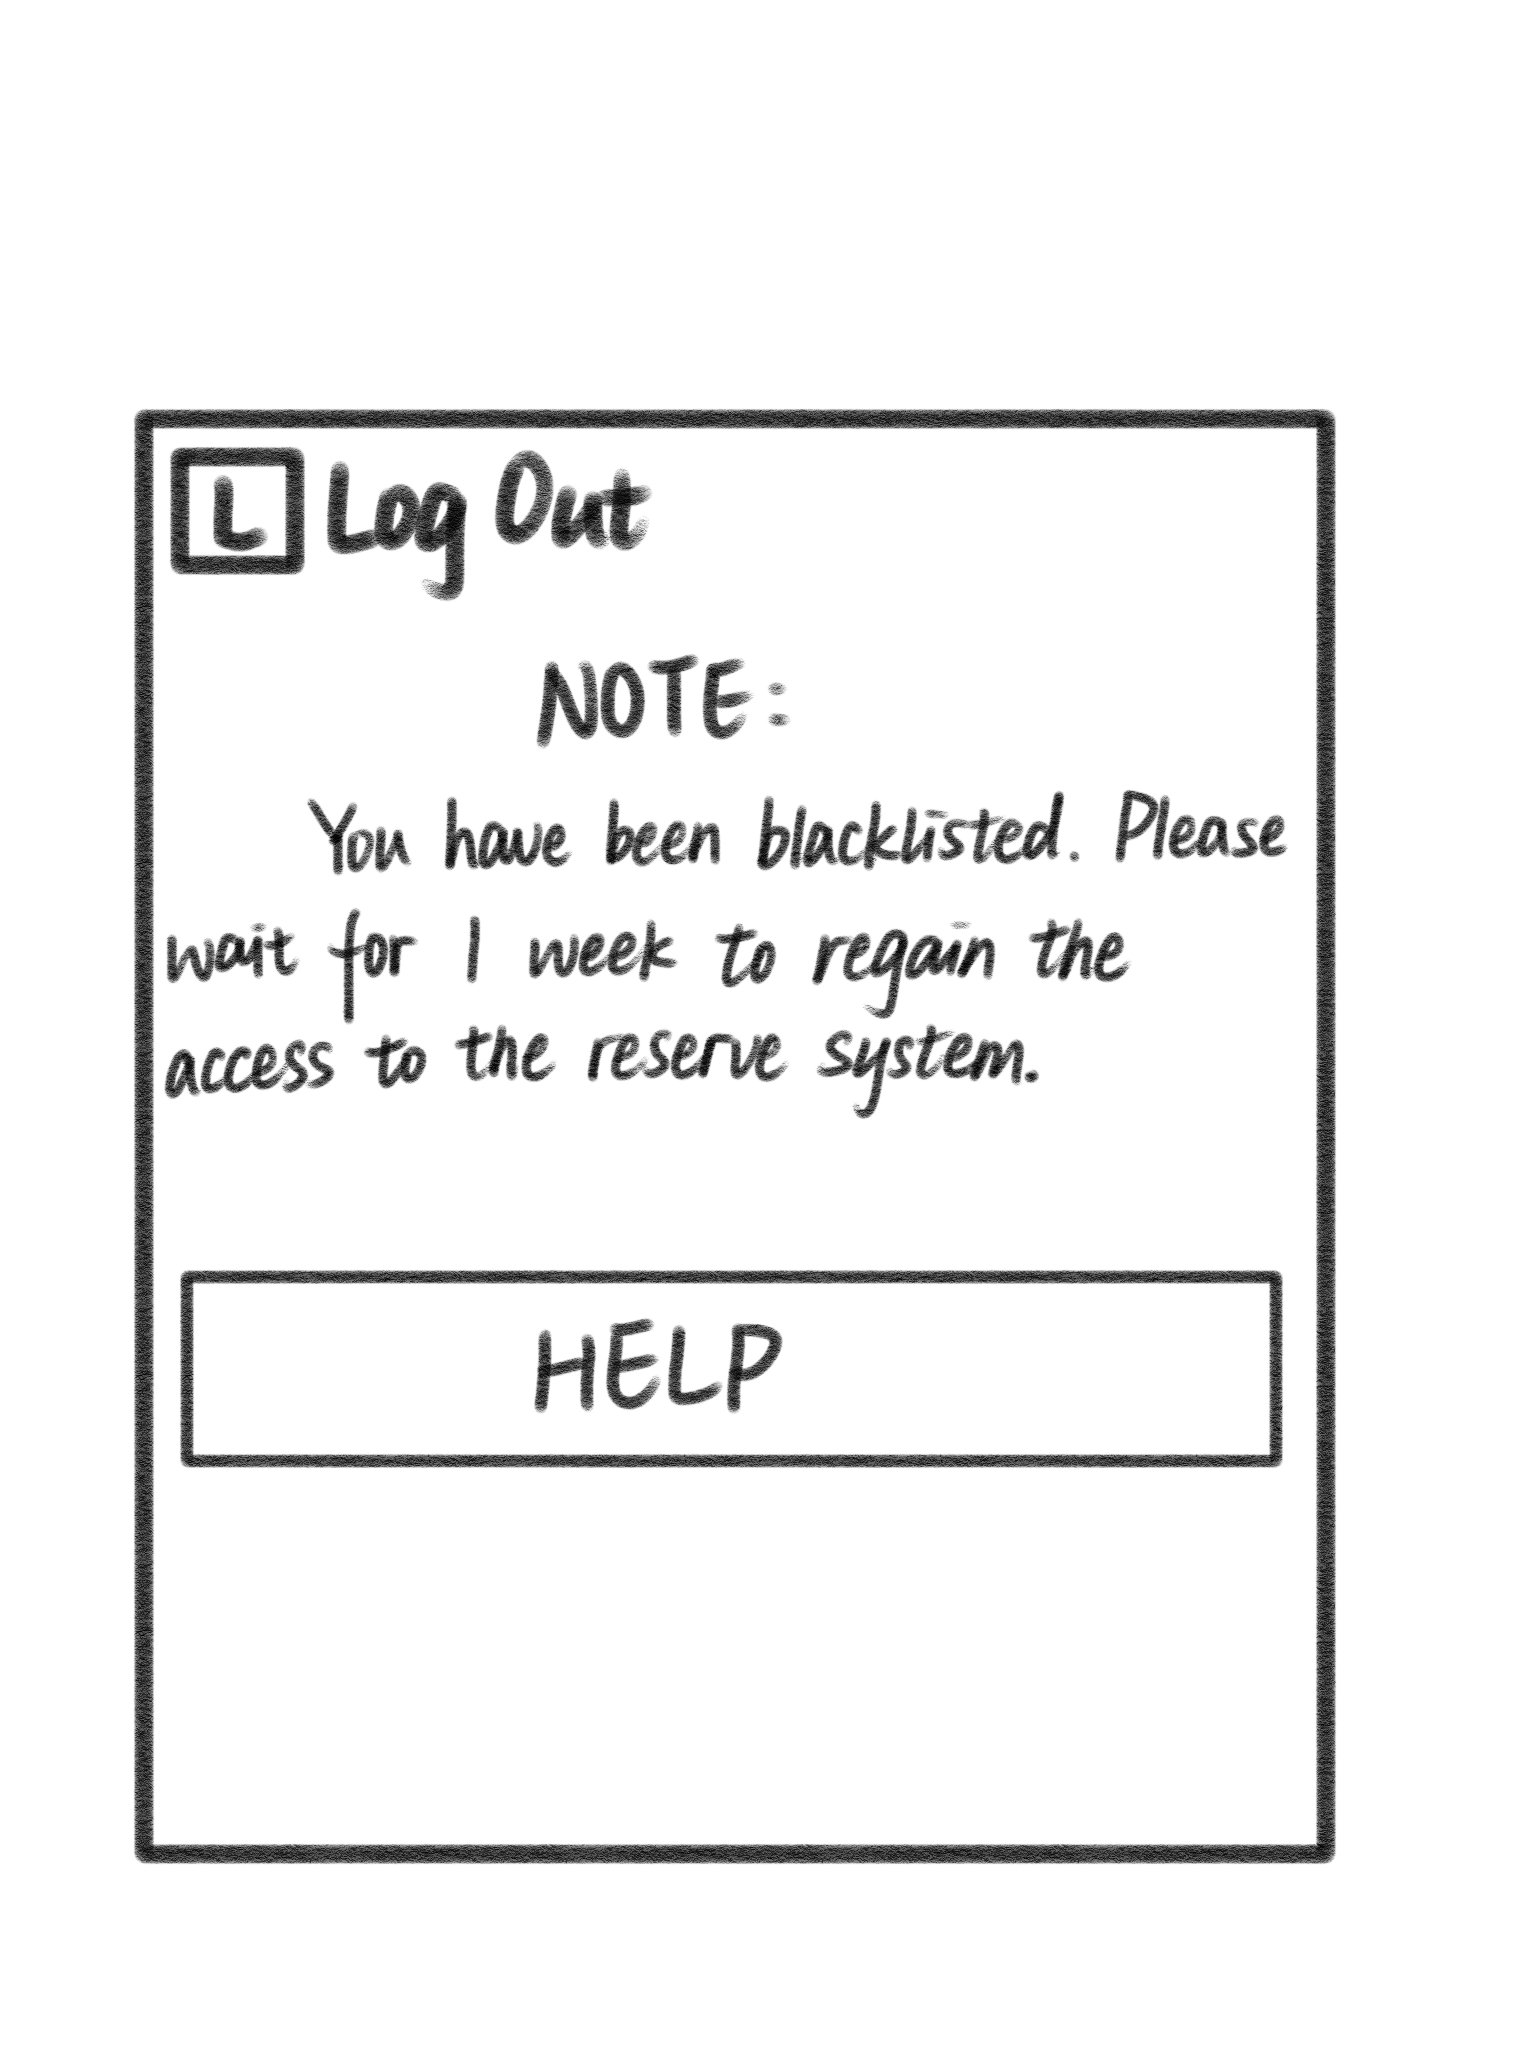 L Log Out
NOTE:
You have been blacklisted. Please
wait for 1 week to regain the
access to the reserve system.
HELP